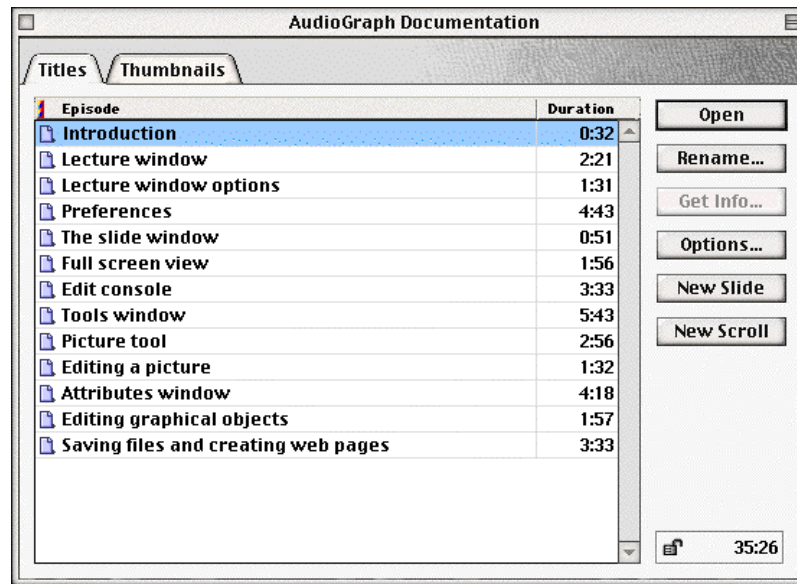 AudioGraph Documentation
Titles
Thumbnails
Episode Duration
Introduction 0:32
Lecture window 2:21
Lecture window options 1:31
Preferences 4:43
The slide window 0:51
Full screen view 1:56
Edit console 3:33
Tools window 5:43
Picture tool 2:56
Editing a picture 1:32
Attributes window 4:18
Editing graphical objects 1:57
Saving files and creating web pages 3:33
Open
Rename...
Get Info...
Options...
New Slide
New Scroll
35:26